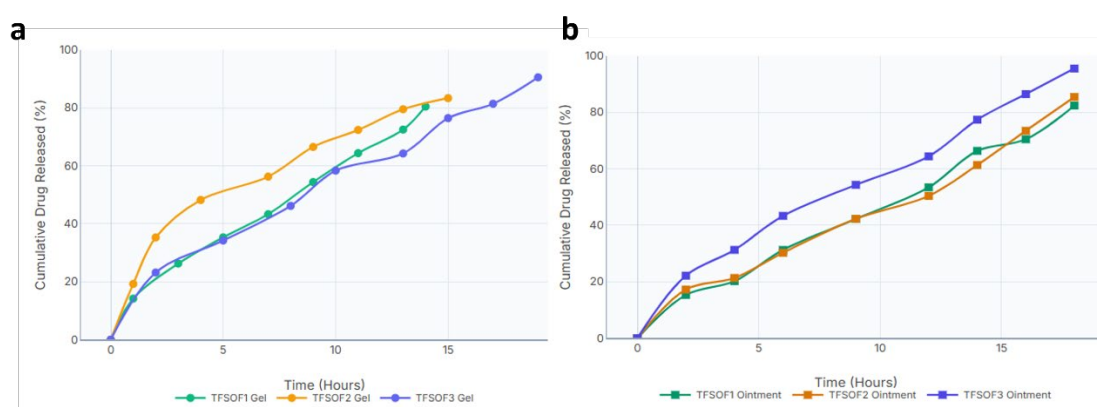 a
100
80
60
40
20
0
Cumulative Drug Released (%)
0 5 10 15
Time (Hours)
TFSOF1 Gel TFSOF2 Gel TFSOF3 Gel
b
100
80
60
40
20
0
Cumulative Drug Released (%)
0 5 10 15
Time (Hours)
TFSOF1 Ointment TFSOF2 Ointment TFSOF3 Ointment